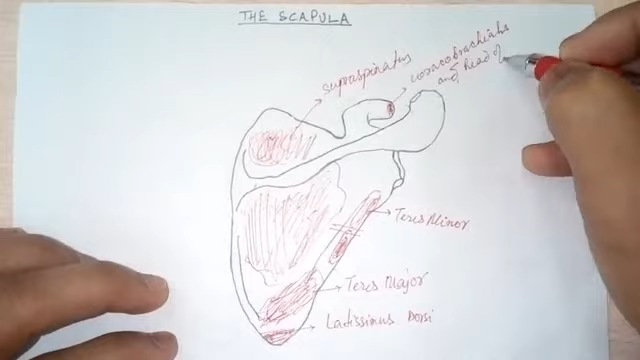 THE SCAPULA
supraspinatus
coracobrachialis
and head of
Teres Minor
Teres Major
Latissimus Dorsi